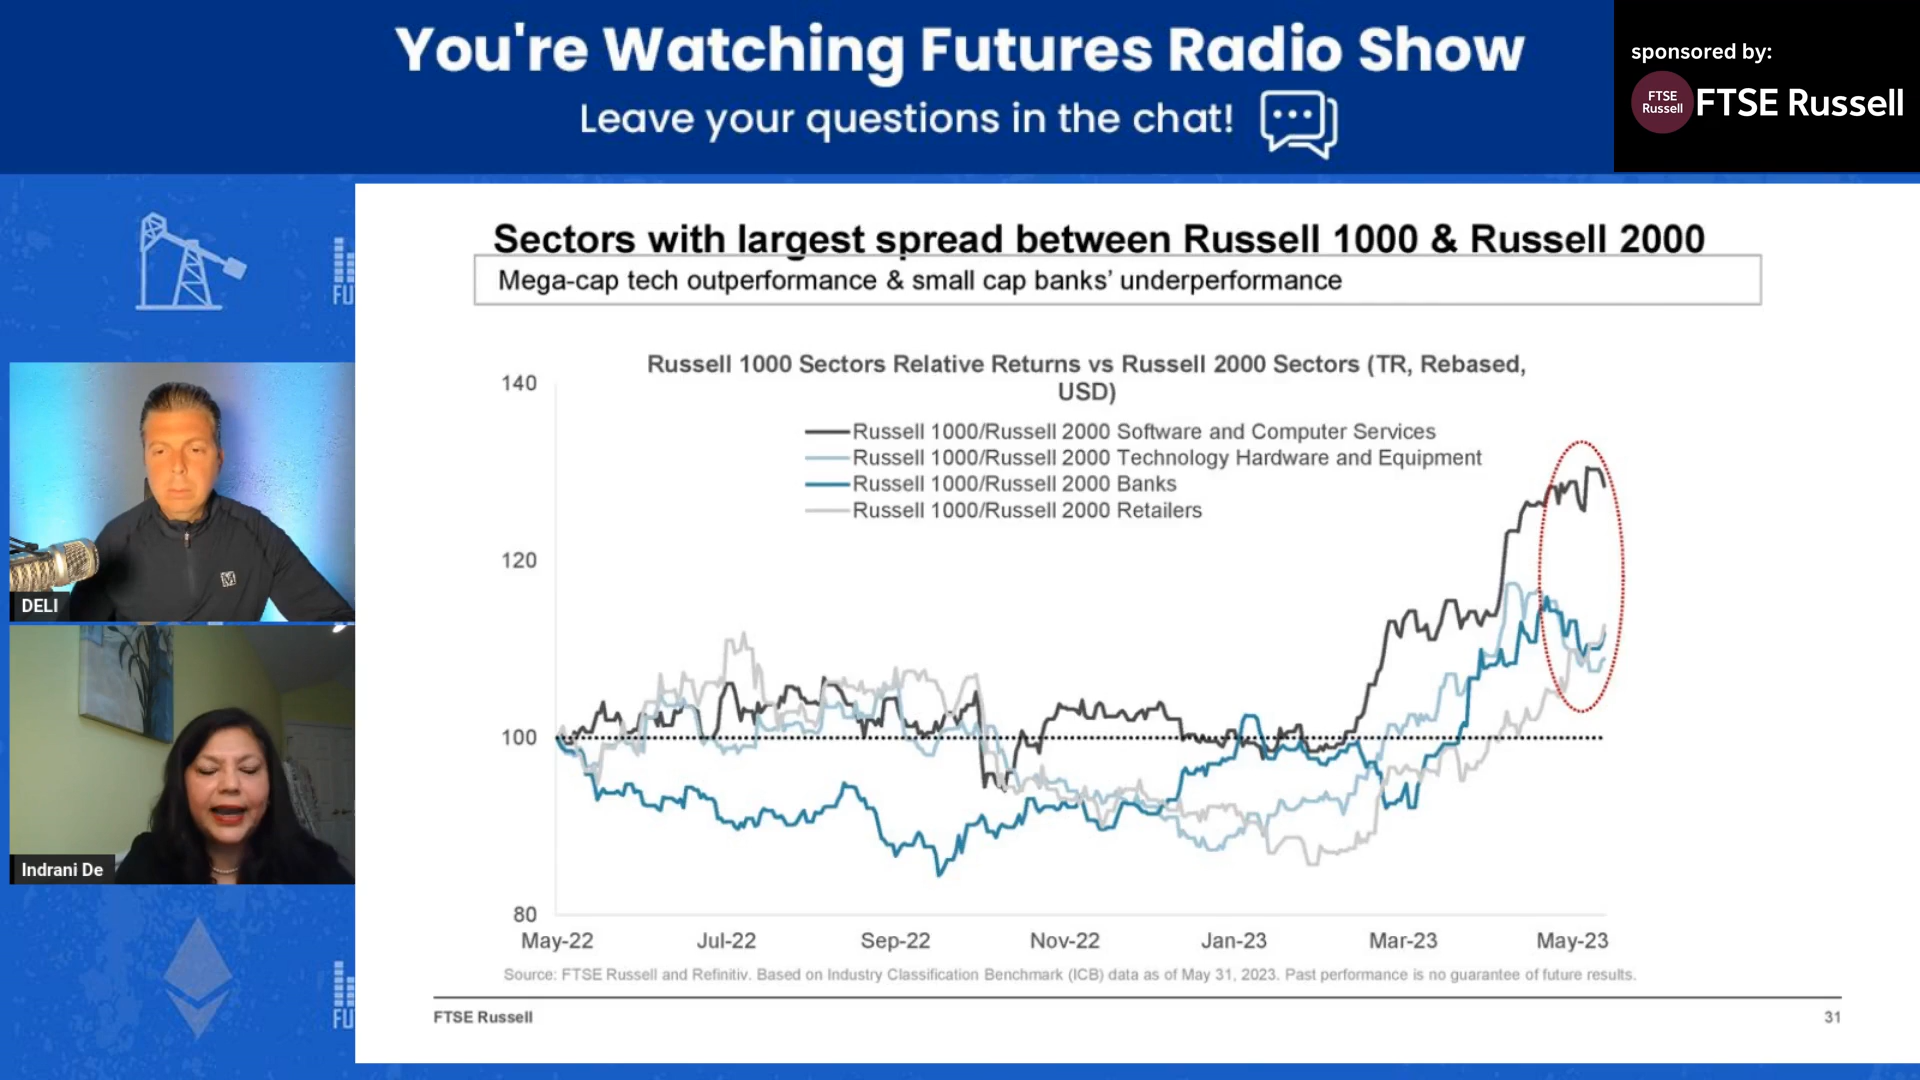 You're Watching Futures Radio Show
Leave your questions in the chat!
sponsored by:
FTSE
Russell
FTSE Russell
Sectors with largest spread between Russell 1000 & Russell 2000
Mega-cap tech outperformance & small cap banks’ underperformance
Russell 1000 Sectors Relative Returns vs Russell 2000 Sectors (TR, Rebased,
USD)
Russell 1000/Russell 2000 Software and Computer Services
Russell 1000/Russell 2000 Technology Hardware and Equipment
Russell 1000/Russell 2000 Banks
Russell 1000/Russell 2000 Retailers
140
120
100
80
May-22 Jul-22 Sep-22 Nov-22 Jan-23 Mar-23 May-23
Source: FTSE Russell and Refinitiv. Based on Industry Classification Benchmark (ICB) data as of May 31, 2023. Past performance is no guarantee of future results.
FTSE Russell 31
FU
DELI
Indrani De
FU